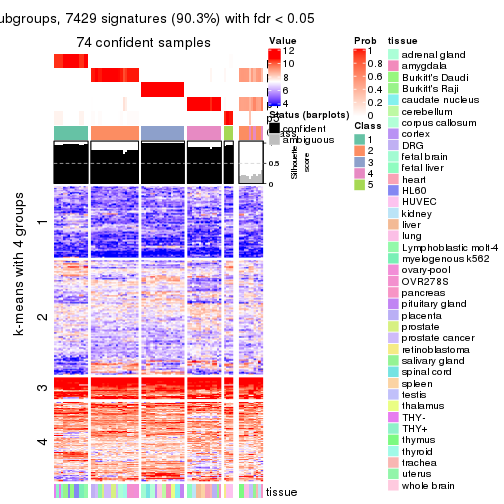 ubgroups, 7429 signatures (90.3%) with fdr < 0.05
74 confident samples
k-means with 4 groups
1
2
3
4
p5
0.5
0
Silhouette
score
tissue
Value
12
10
8
6
4
Status (barplots)
confident
ambiguous
Prob
1
0.8
0.6
0.4
0.2
0
Class
1
2
3
4
5
tissue
adrenal gland
amygdala
Burkitt's Daudi
Burkitt's Raji
caudate nucleus
cerebellum
corpus callosum
cortex
DRG
fetal brain
fetal liver
heart
HL60
HUVEC
kidney
liver
lung
Lymphoblastic molt-4
myelogenous k562
ovary-pool
OVR278S
pancreas
pituitary gland
placenta
prostate
prostate cancer
retinoblastoma
salivary gland
spinal cord
spleen
testis
thalamus
THY-
THY+
thymus
thyroid
trachea
uterus
whole brain